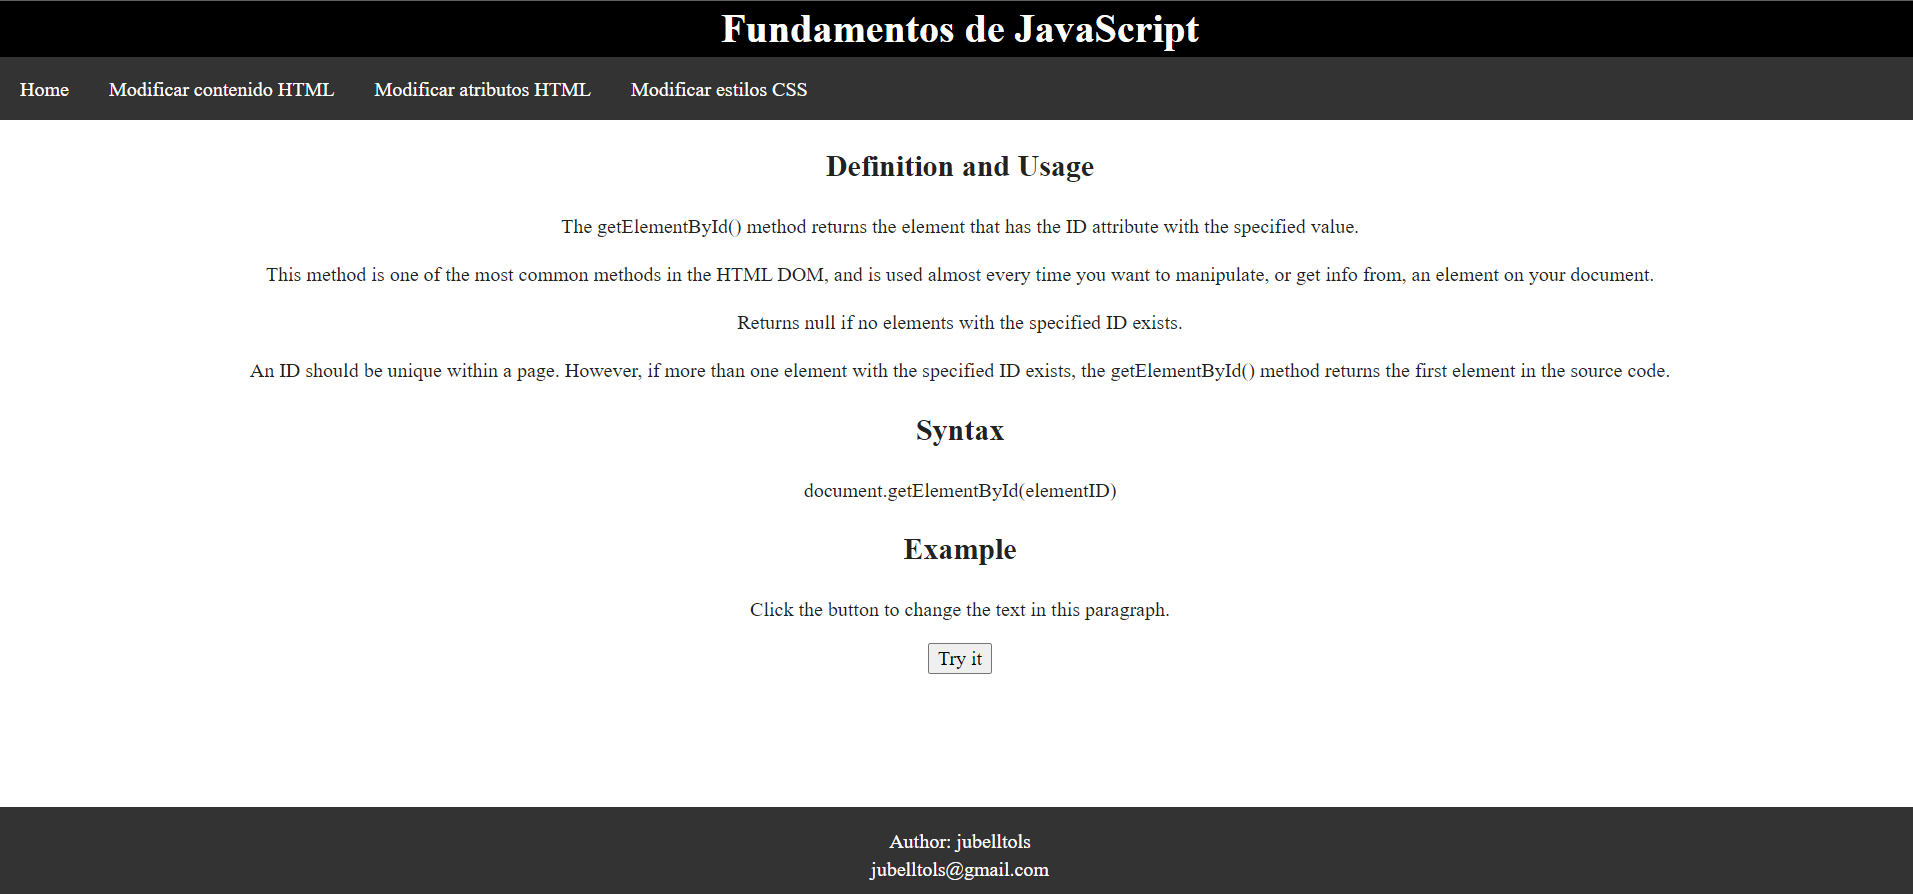 Fundamentos de JavaScript
Home Modificar contenido HTML Modificar atributos HTML Modificar estilos CSS
Definition and Usage
The getElementById() method returns the element that has the ID attribute with the specified value.
This method is one of the most common methods in the HTML DOM, and is used almost every time you want to manipulate, or get info from, an element on your document.
Returns null if no elements with the specified ID exists.
An ID should be unique within a page. However, if more than one element with the specified ID exists, the getElementById() method returns the first element in the source code.
Syntax
document.getElementById(elementID)
Example
Click the button to change the text in this paragraph.
Try it
Author: jubelltols
jubelltols@gmail.com